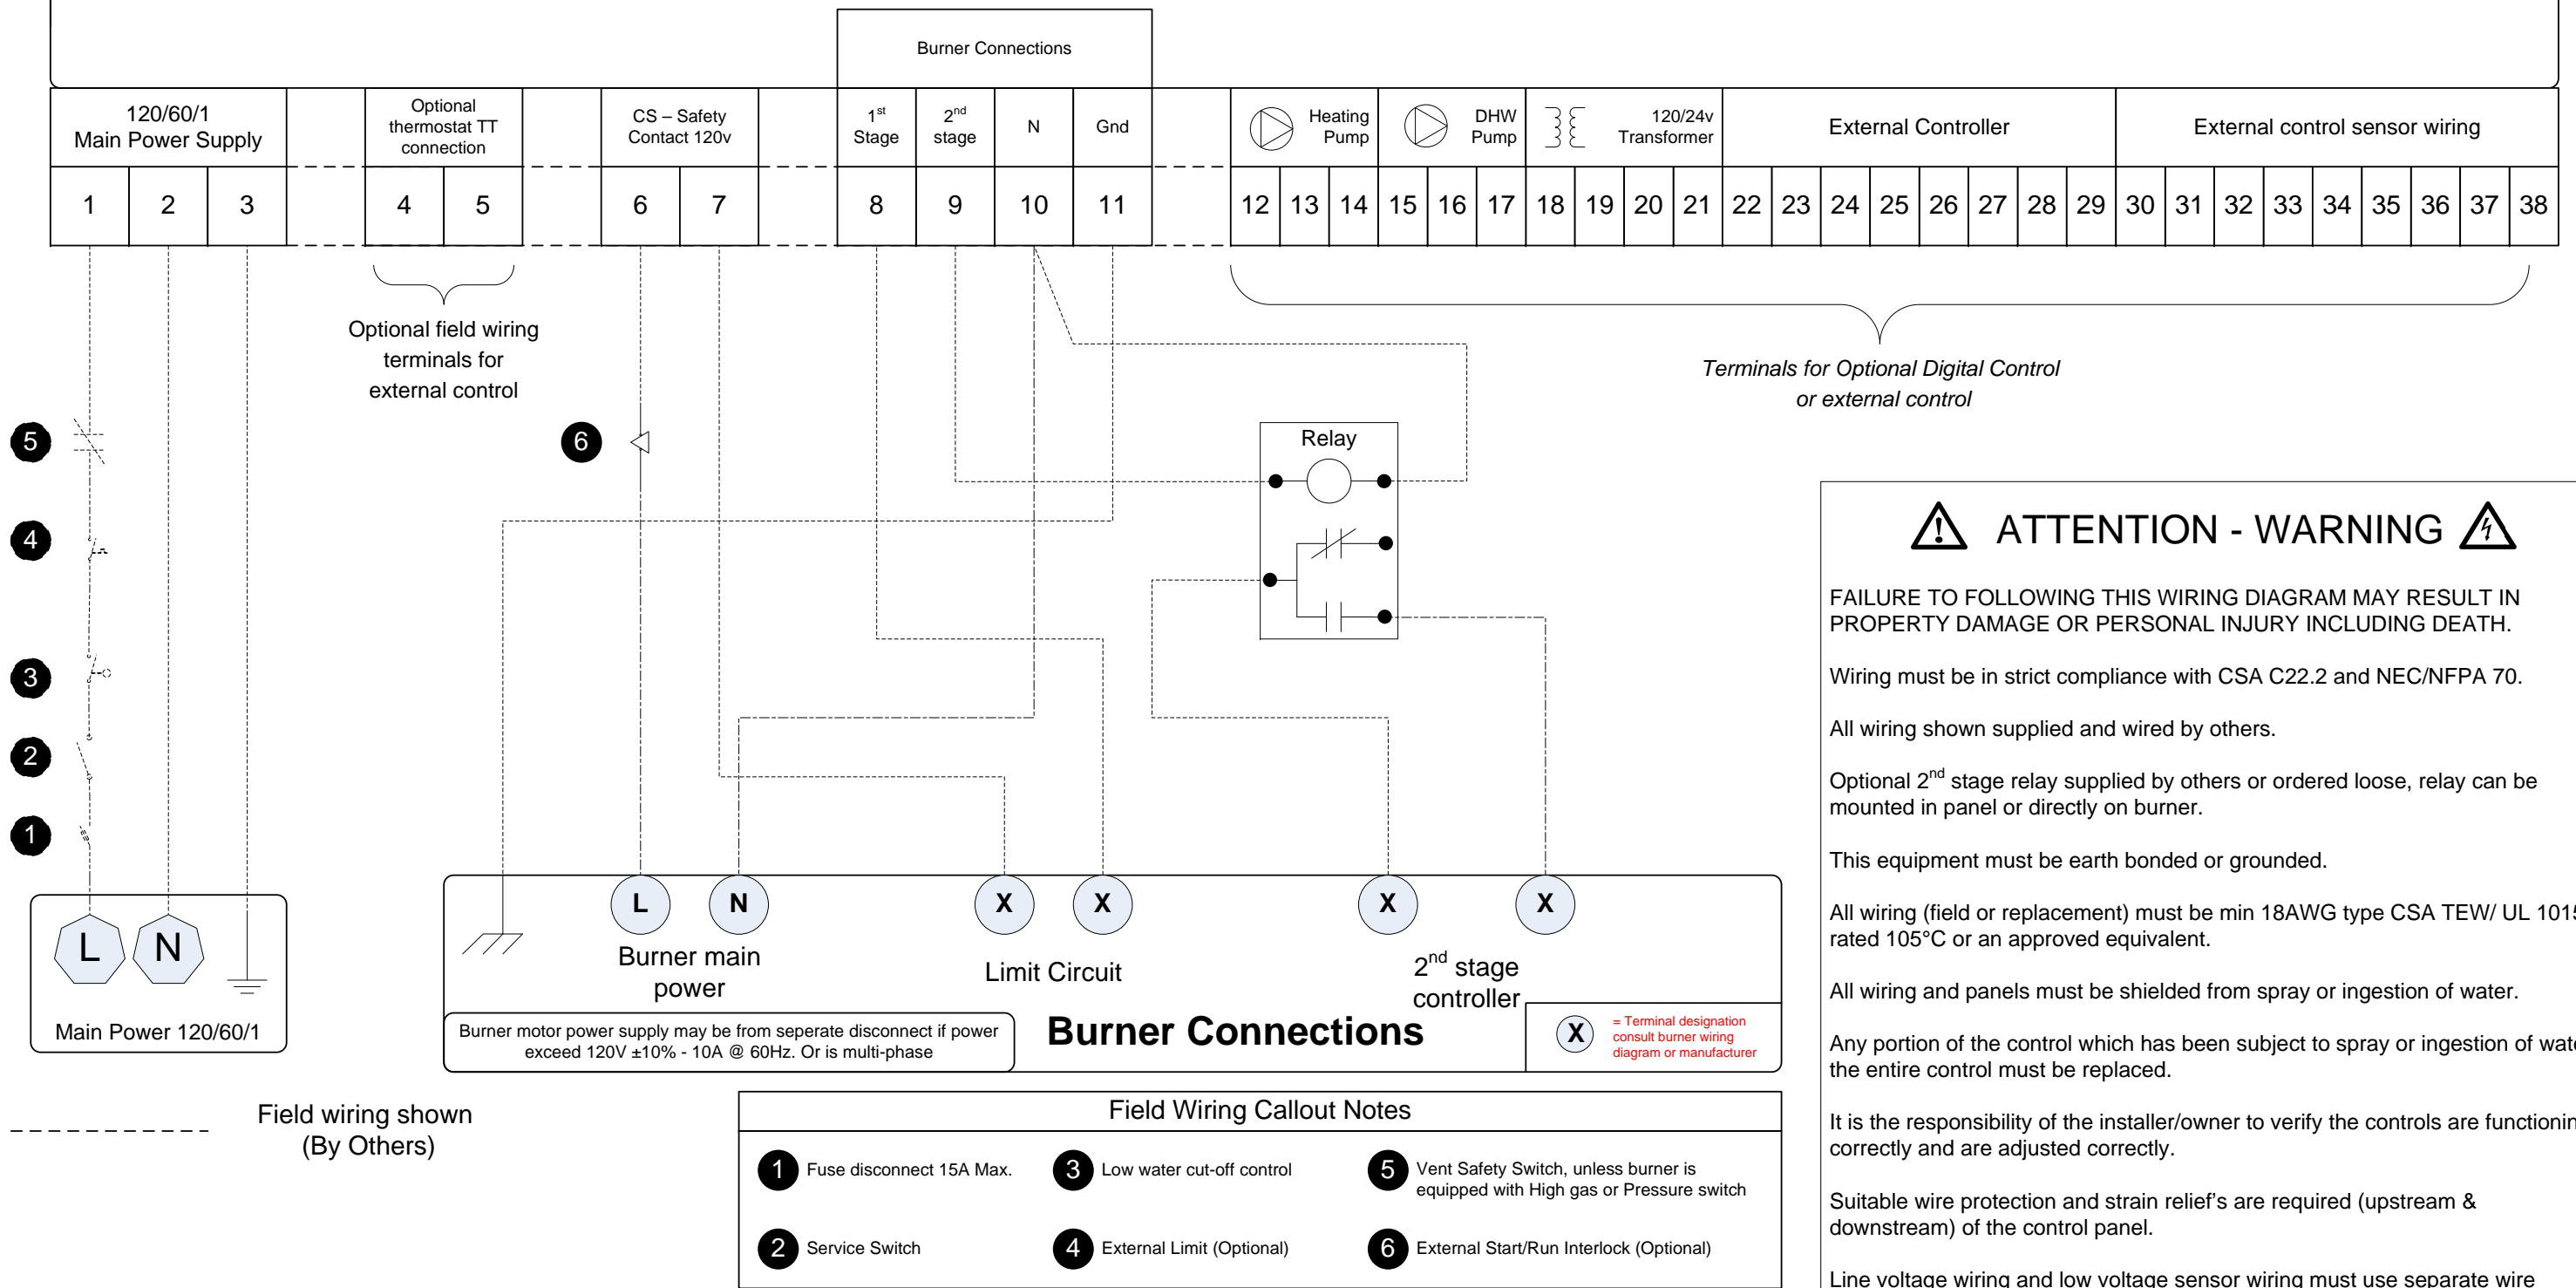 Burner Connections
120/60/1
Main Power Supply
Optional
thermostat TT
connection
CS – Safety
Contact 120v
1st
Stage
2nd
stage
N
Gnd
Heating
Pump
DHW
Pump
120/24v
Transformer
External Controller
External control sensor wiring
1 2 3 4 5 6 7 8 9 10 11 12 13 14 15 16 17 18 19 20 21 22 23 24 25 26 27 28 29 30 31 32 33 34 35 36 37 38
Optional field wiring
terminals for
external control
Terminals for Optional Digital Control
or external control
5
6
4
3
2
1
Relay
L N
Main Power 120/60/1
L N X X X X
Burner main
power
Limit Circuit
2nd stage
controller
Burner motor power supply may be from seperate disconnect if power
exceed 120V ±10% - 10A @ 60Hz. Or is multi-phase
Burner Connections
X
= Terminal designation
consult burner wiring
diagram or manufacturer
Field wiring shown
(By Others)
Field Wiring Callout Notes
1 Fuse disconnect 15A Max.
3 Low water cut-off control
5 Vent Safety Switch, unless burner is
equipped with High gas or Pressure switch
2 Service Switch
4 External Limit (Optional)
6 External Start/Run Interlock (Optional)
ATTENTION - WARNING
FAILURE TO FOLLOWING THIS WIRING DIAGRAM MAY RESULT IN
PROPERTY DAMAGE OR PERSONAL INJURY INCLUDING DEATH.
Wiring must be in strict compliance with CSA C22.2 and NEC/NFPA 70.
All wiring shown supplied and wired by others.
Optional 2nd stage relay supplied by others or ordered loose, relay can be
mounted in panel or directly on burner.
This equipment must be earth bonded or grounded.
All wiring (field or replacement) must be min 18AWG type CSA TEW/ UL 1015
rated 105°C or an approved equivalent.
All wiring and panels must be shielded from spray or ingestion of water.
Any portion of the control which has been subject to spray or ingestion of
the entire control must be replaced.
It is the responsibility of the installer/owner to verify the controls are
correctly and are adjusted correctly.
Suitable wire protection and strain relief's are required (upstream &
downstream) of the control panel.
Line voltage wiring and low voltage sensor wiring must use separate wire